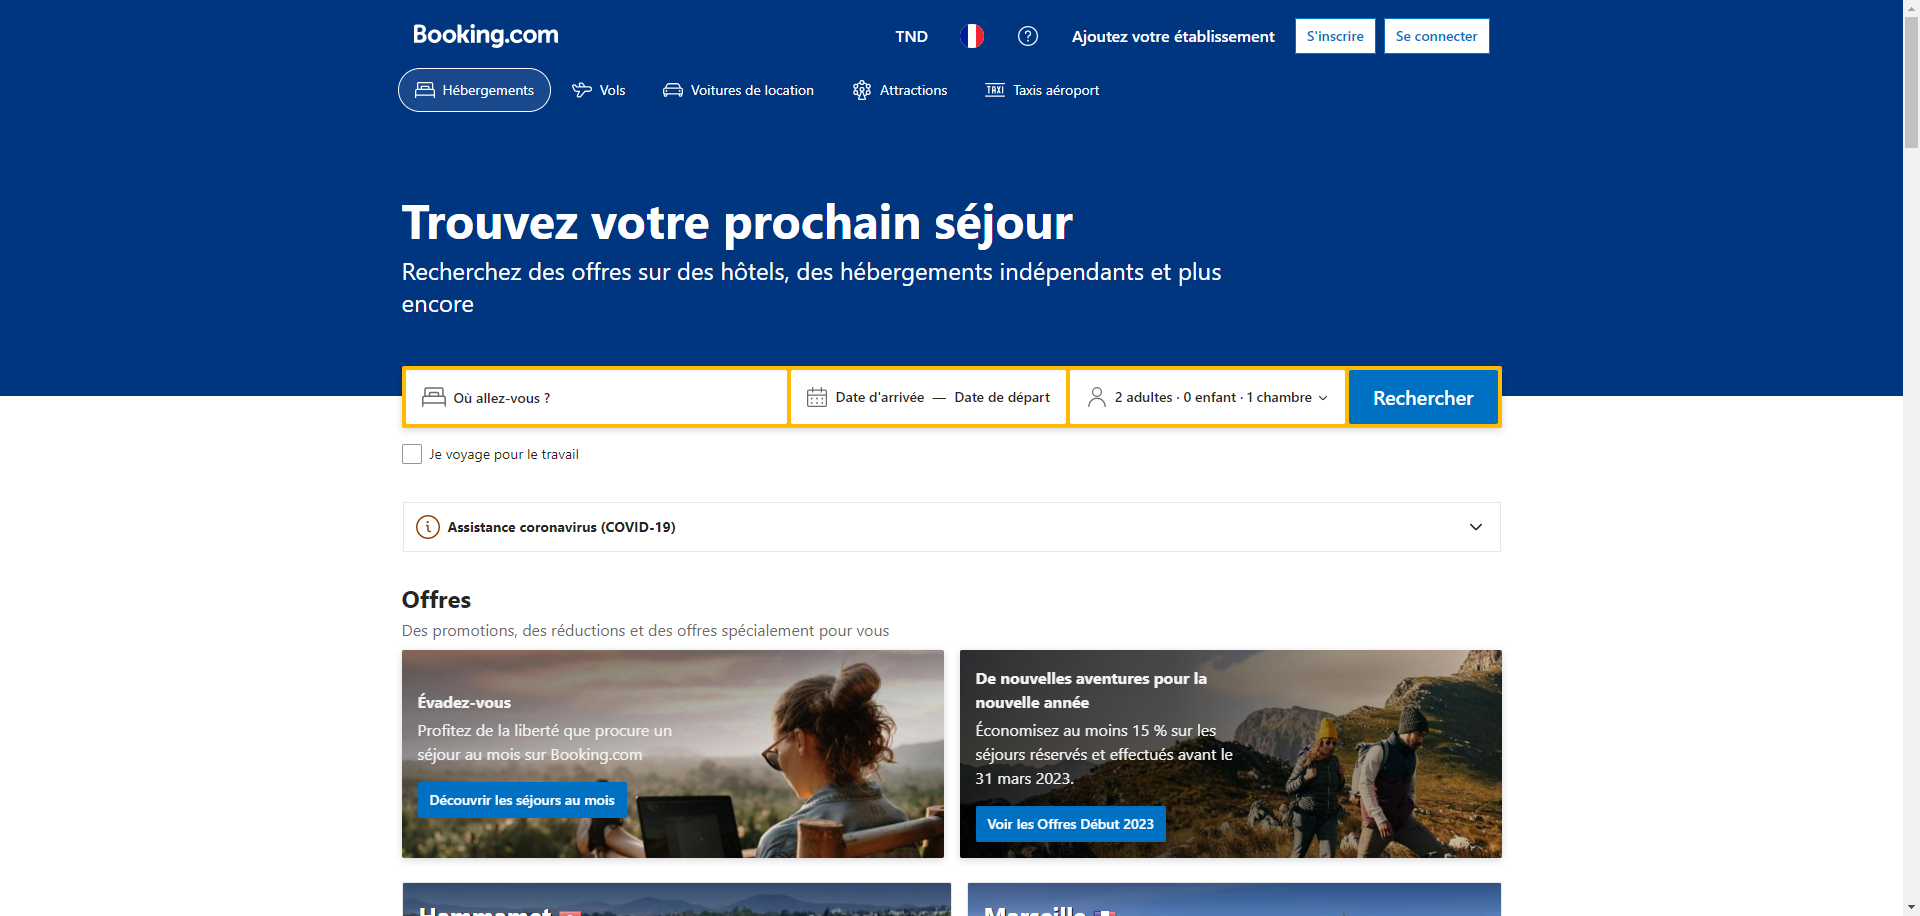 Booking.com
TND
Ajoutez votre établissement
S'inscrire
Se connecter
Hébergements
Vols
Voitures de location
Attractions
TAXI
Taxis aéroport
Trouvez votre prochain séjour
Recherchez des offres sur des hôtels, des hébergements indépendants et plus
encore
Où allez-vous ?
Date d'arrivée — Date de départ
2 adultes · 0 enfant · 1 chambre
Rechercher
Je voyage pour le travail
Assistance coronavirus (COVID-19)
Offres
Des promotions, des réductions et des offres spécialement pour vous
Évadez-vous
Profitez de la liberté que procure un
séjour au mois sur Booking.com
Découvrir les séjours au mois
De nouvelles aventures pour la
nouvelle année
Économisez au moins 15 % sur les
séjours réservés et effectués avant le
31 mars 2023.
Voir les Offres Début 2023
Hammamet
Marseille